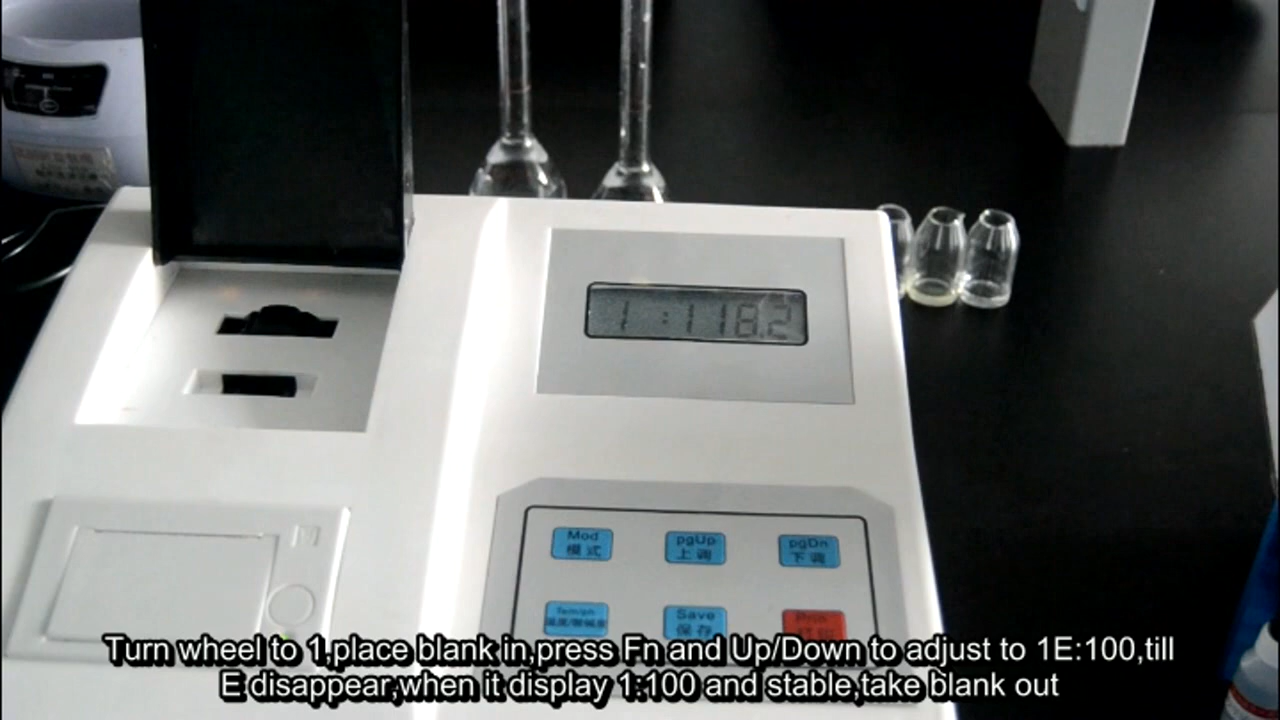 118.2
Mod
模式
pgUp
上调
pgDn
下调
Save
保存
Turn wheel to 1,place blank in,press Fn and Up/Down to adjust to 1E:100,till
E disappear,when it display 1:100 and stable,take blank out